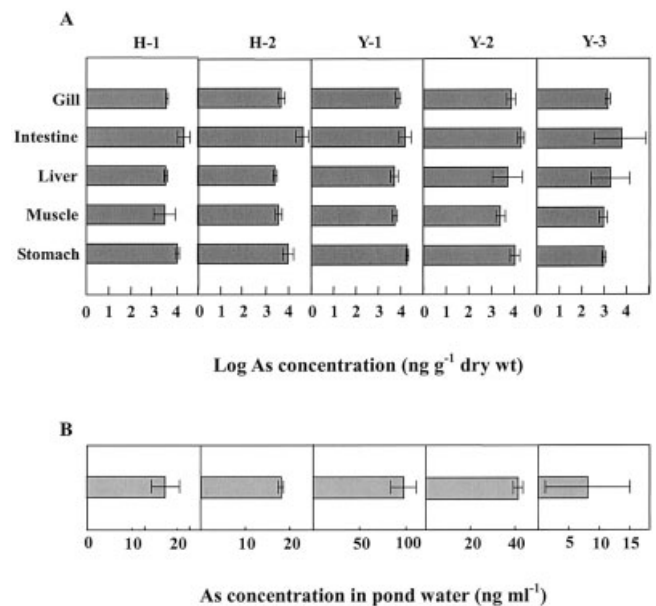 A
H-1 H-2 Y-1 Y-2 Y-3
Gill
Intestine
Liver
Muscle
Stomach
0 1 2 3 4 0 1 2 3 4 0 1 2 3 4 0 1 2 3 4 0 1 2 3 4
Log As concentration (ng g⁻¹ dry wt)
B
0 10 20 10 20 50 100 20 40 5 10 15
As concentration in pond water (ng ml⁻¹)